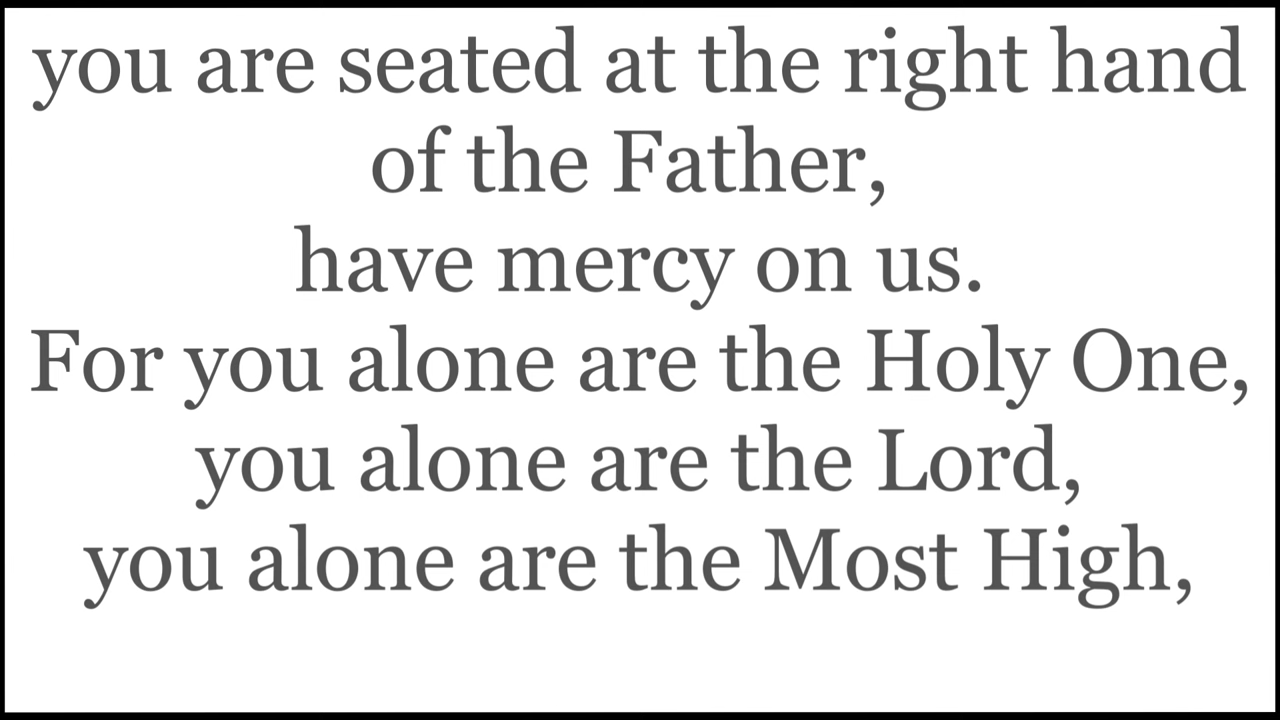 you are seated at the right hand
of the Father,
have mercy on us.
For you alone are the Holy One,
you alone are the Lord,
you alone are the Most High,